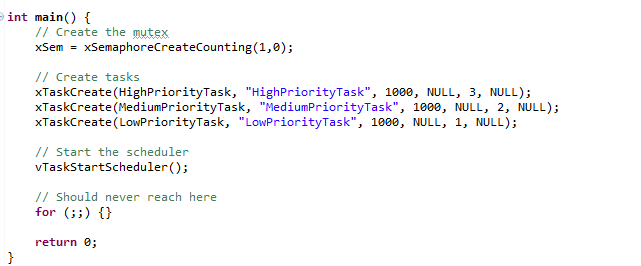 int main() {
// Create the mutex
xSem = xSemaphoreCreateCounting(1,0);
// Create tasks
xTaskCreate(HighPriorityTask, "HighPriorityTask", 1000, NULL, 3, NULL);
xTaskCreate(MediumPriorityTask, "MediumPriorityTask", 1000, NULL, 2, NULL);
xTaskCreate(LowPriorityTask, "LowPriorityTask", 1000, NULL, 1, NULL);
// Start the scheduler
vTaskStartScheduler();
// Should never reach here
for (;;) {}
return 0;
}